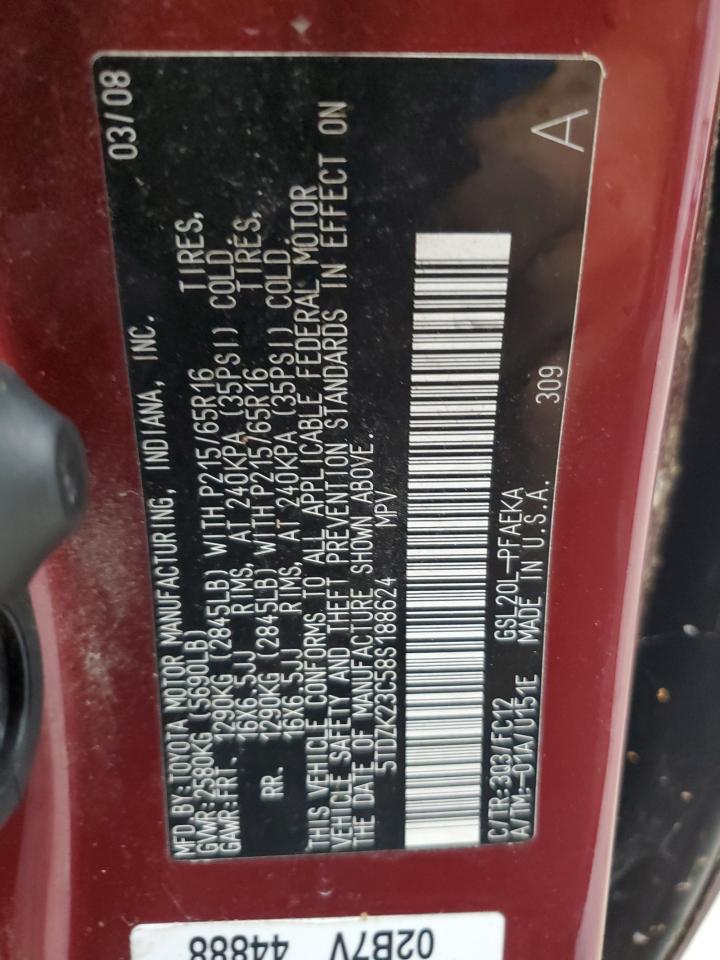 MFD.BY:TOYOTA MOTOR MANUFACTURING, INDIANA, INC. 03/08
GVWR:2580KG(5690LB)
GAWR:FRT. 1290KG(2845LB)WITH P215/65R16 TIRES,
16X6.5JJ RIMS, AT 240KPA(35PSI) COLD.
RR. 1290KG(2845LB)WITH P215/65R16 TIRES,
16X6.5JJ RIMS, AT 240KPA(35PSI) COLD.
THIS VEHICLE CONFORMS TO ALL APPLICABLE FEDERAL MOTOR
VEHICLE SAFETY AND THEFT PREVENTION STANDARDS IN EFFECT ON
THE DATE OF MANUFACTURE SHOWN ABOVE.
5TDZK23C58S188624 MPV
C/TR:303/FC12 GSL20L-PFAEKA 309
A/TM:-01A/U151E MADE IN U.S.A. A
02B7V
44888